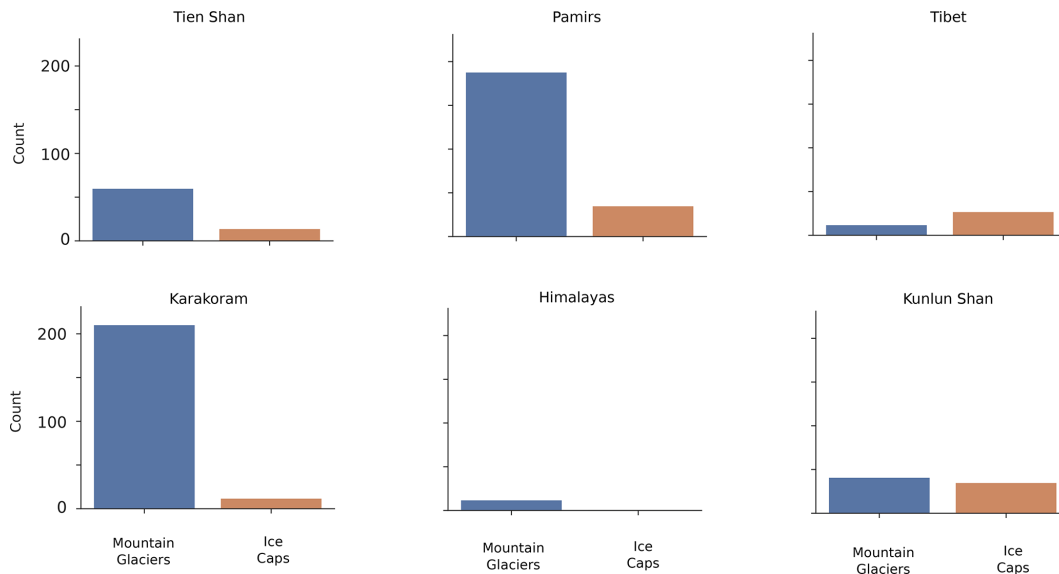 Tien Shan
Pamirs
Tibet
200
100
0
Count
Karakoram
Himalayas
Kunlun Shan
200
100
0
Count
Mountain
Glaciers
Ice
Caps
Mountain
Glaciers
Ice
Caps
Mountain
Glaciers
Ice
Caps